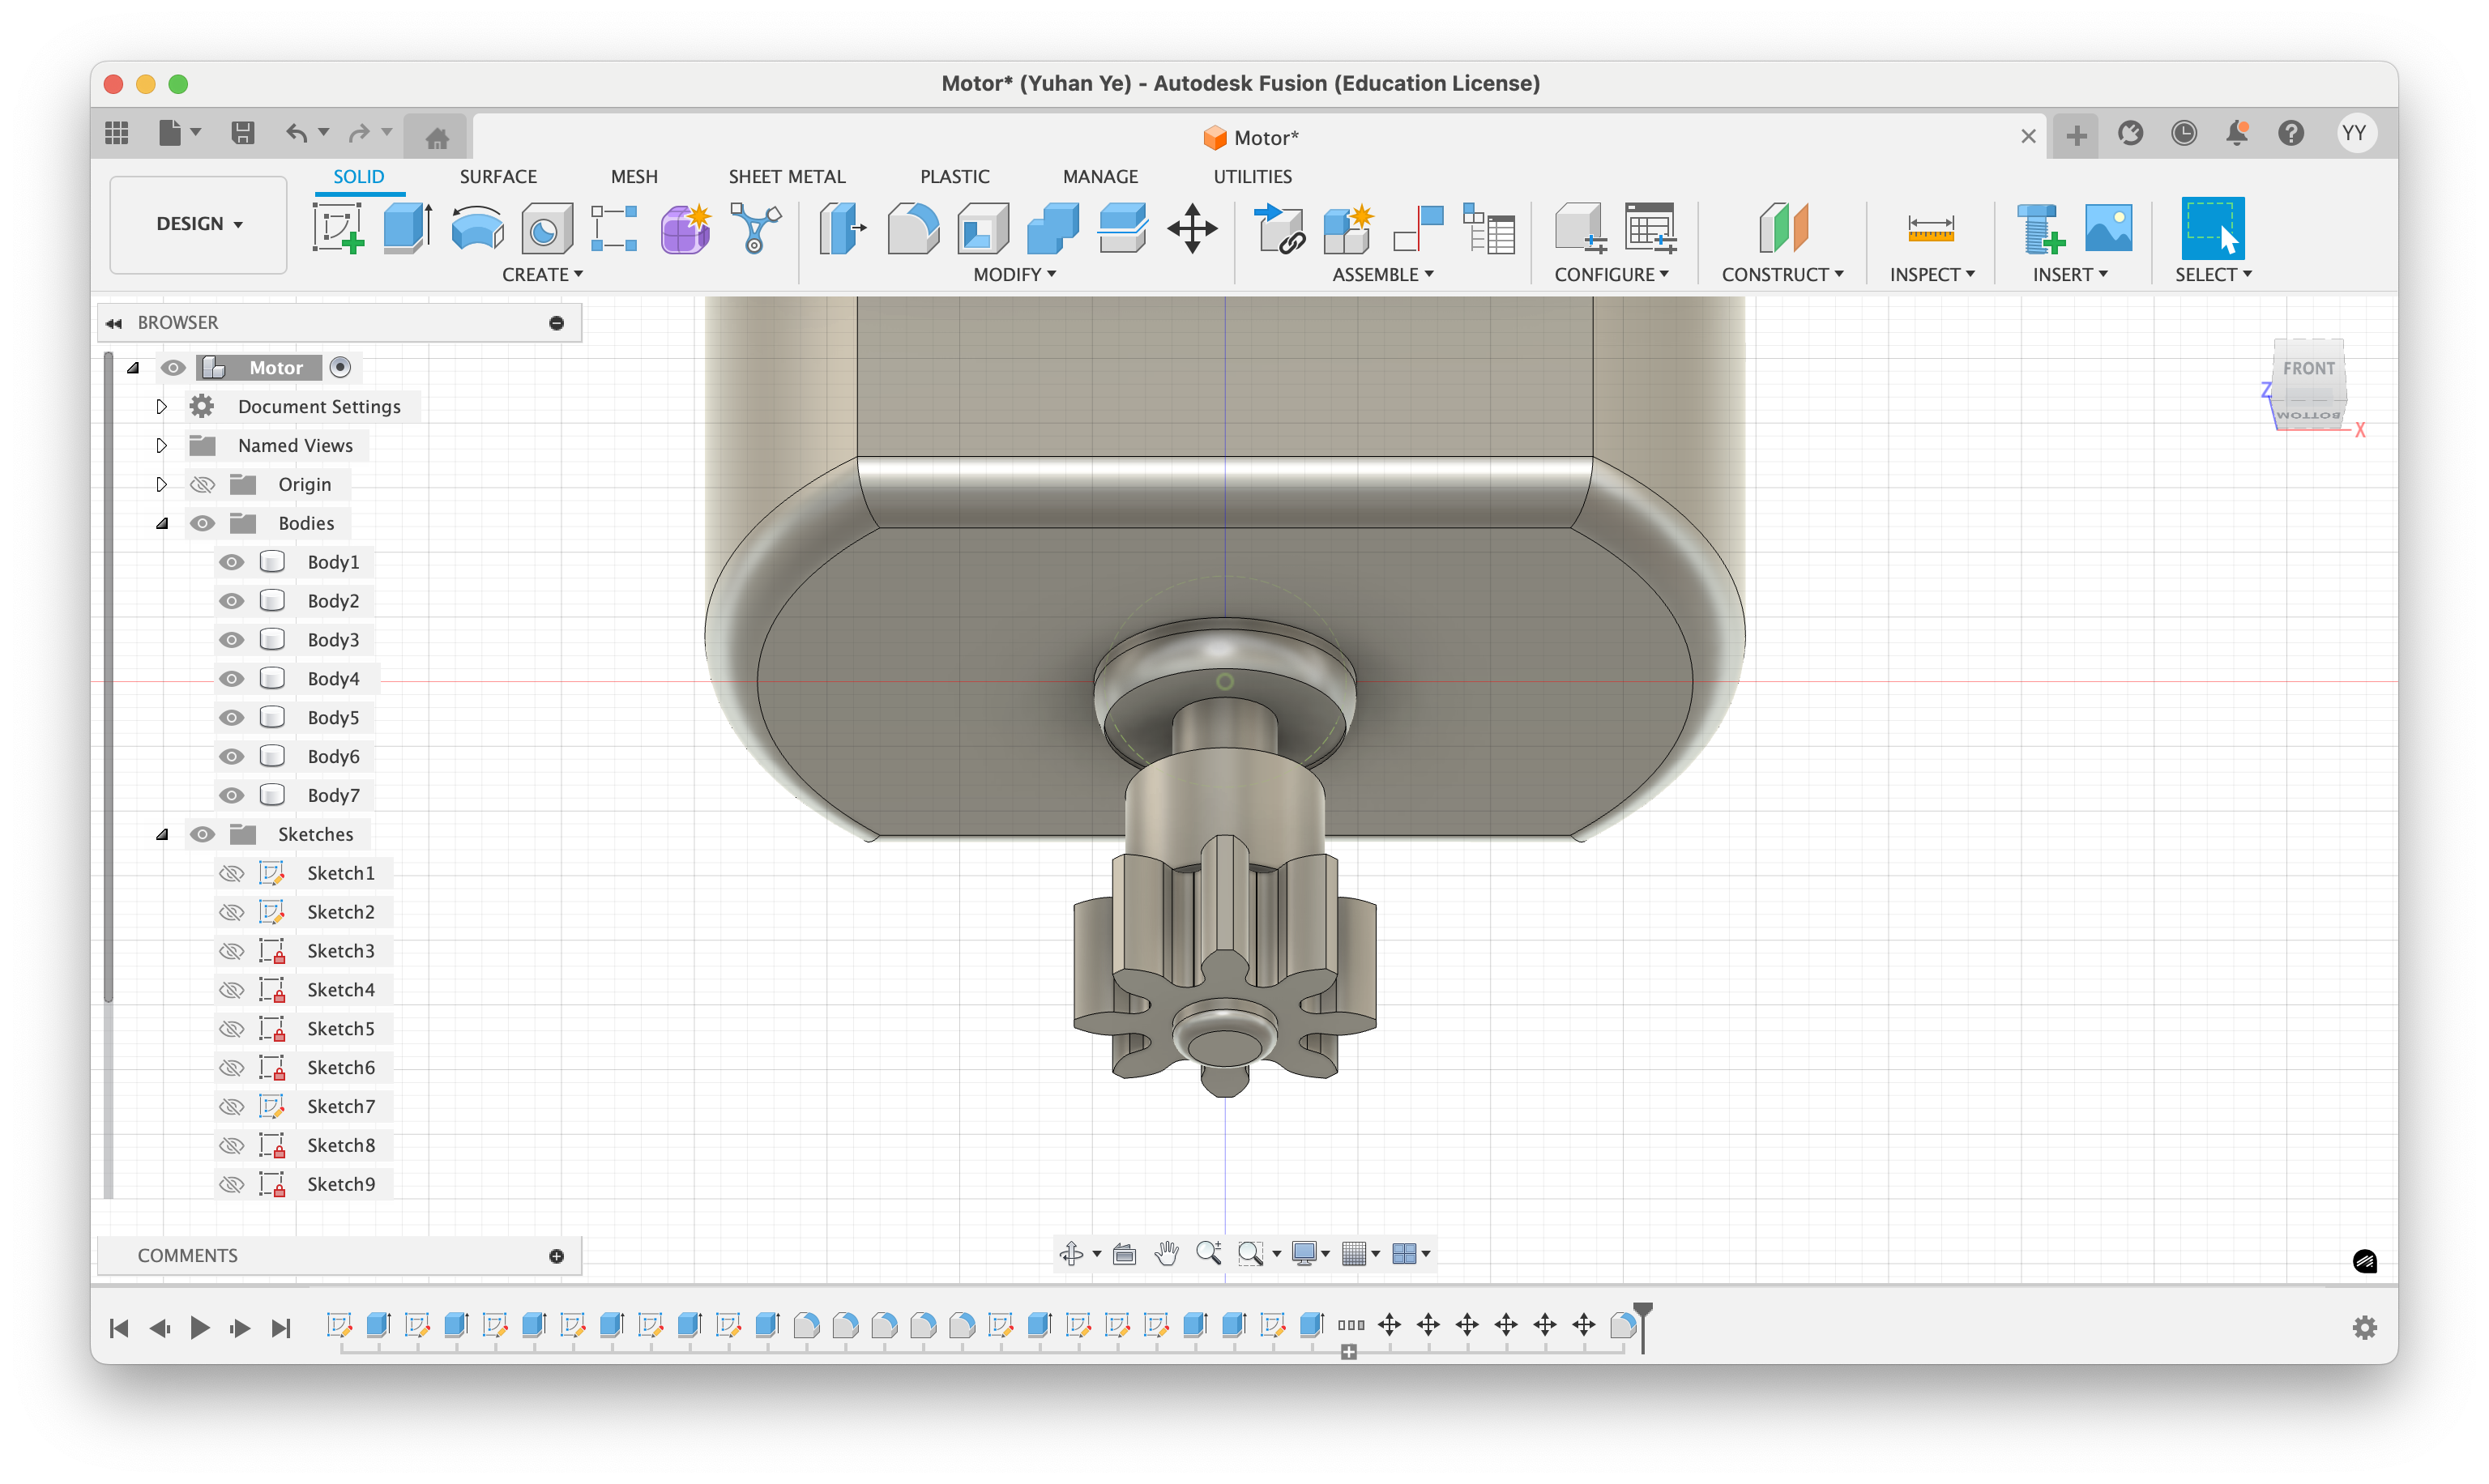 Motor* (Yuhan Ye) - Autodesk Fusion (Education License)
Motor*
YY
SOLID SURFACE MESH SHEET METAL PLASTIC MANAGE UTILITIES
DESIGN
CREATE MODIFY ASSEMBLE CONFIGURE CONSTRUCT INSPECT INSERT SELECT
BROWSER
Motor
Document Settings
Named Views
Origin
Bodies
Body1
Body2
Body3
Body4
Body5
Body6
Body7
Sketches
Sketch1
Sketch2
Sketch3
Sketch4
Sketch5
Sketch6
Sketch7
Sketch8
Sketch9
FRONT
Z
BOTTOM
X
COMMENTS